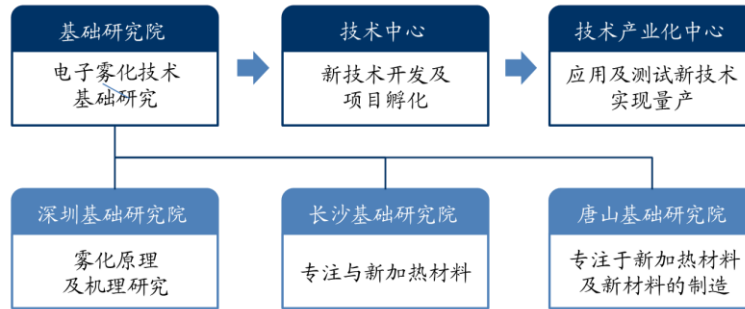 基础研究院
电子雾化技术
基础研究
技术中心
新技术开发及
项目孵化
技术产业化中心
应用及测试新技术
实现量产
深圳基础研究院
雾化原理
及机理研究
长沙基础研究院
专注与新加热材料
唐山基础研究院
专注于新加热材料
及新材料的制造